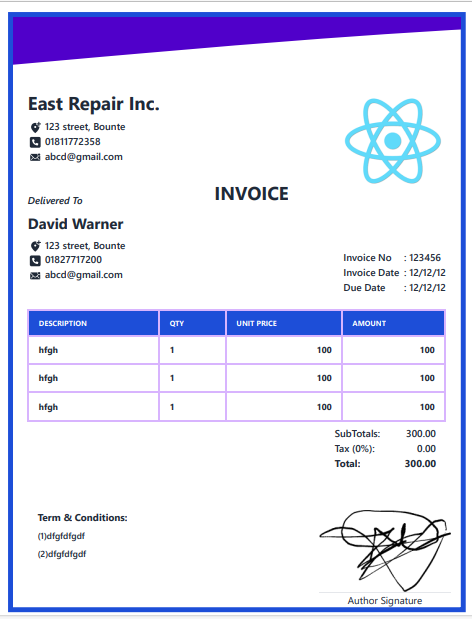 East Repair Inc.
123 street, Bounte
01811772358
abcd@gmail.com
INVOICE
Delivered To
David Warner
123 street, Bounte
01827717200
abcd@gmail.com
Invoice No : 123456
Invoice Date : 12/12/12
Due Date : 12/12/12
DESCRIPTION QTY UNIT PRICE AMOUNT
hfgh 1 100 100
hfgh 1 100 100
hfgh 1 100 100
SubTotals: 300.00
Tax (0%): 0.00
Total: 300.00
Term & Conditions:
(1)dfgfdfgdf
(2)dfgfdfgdf
Author Signature